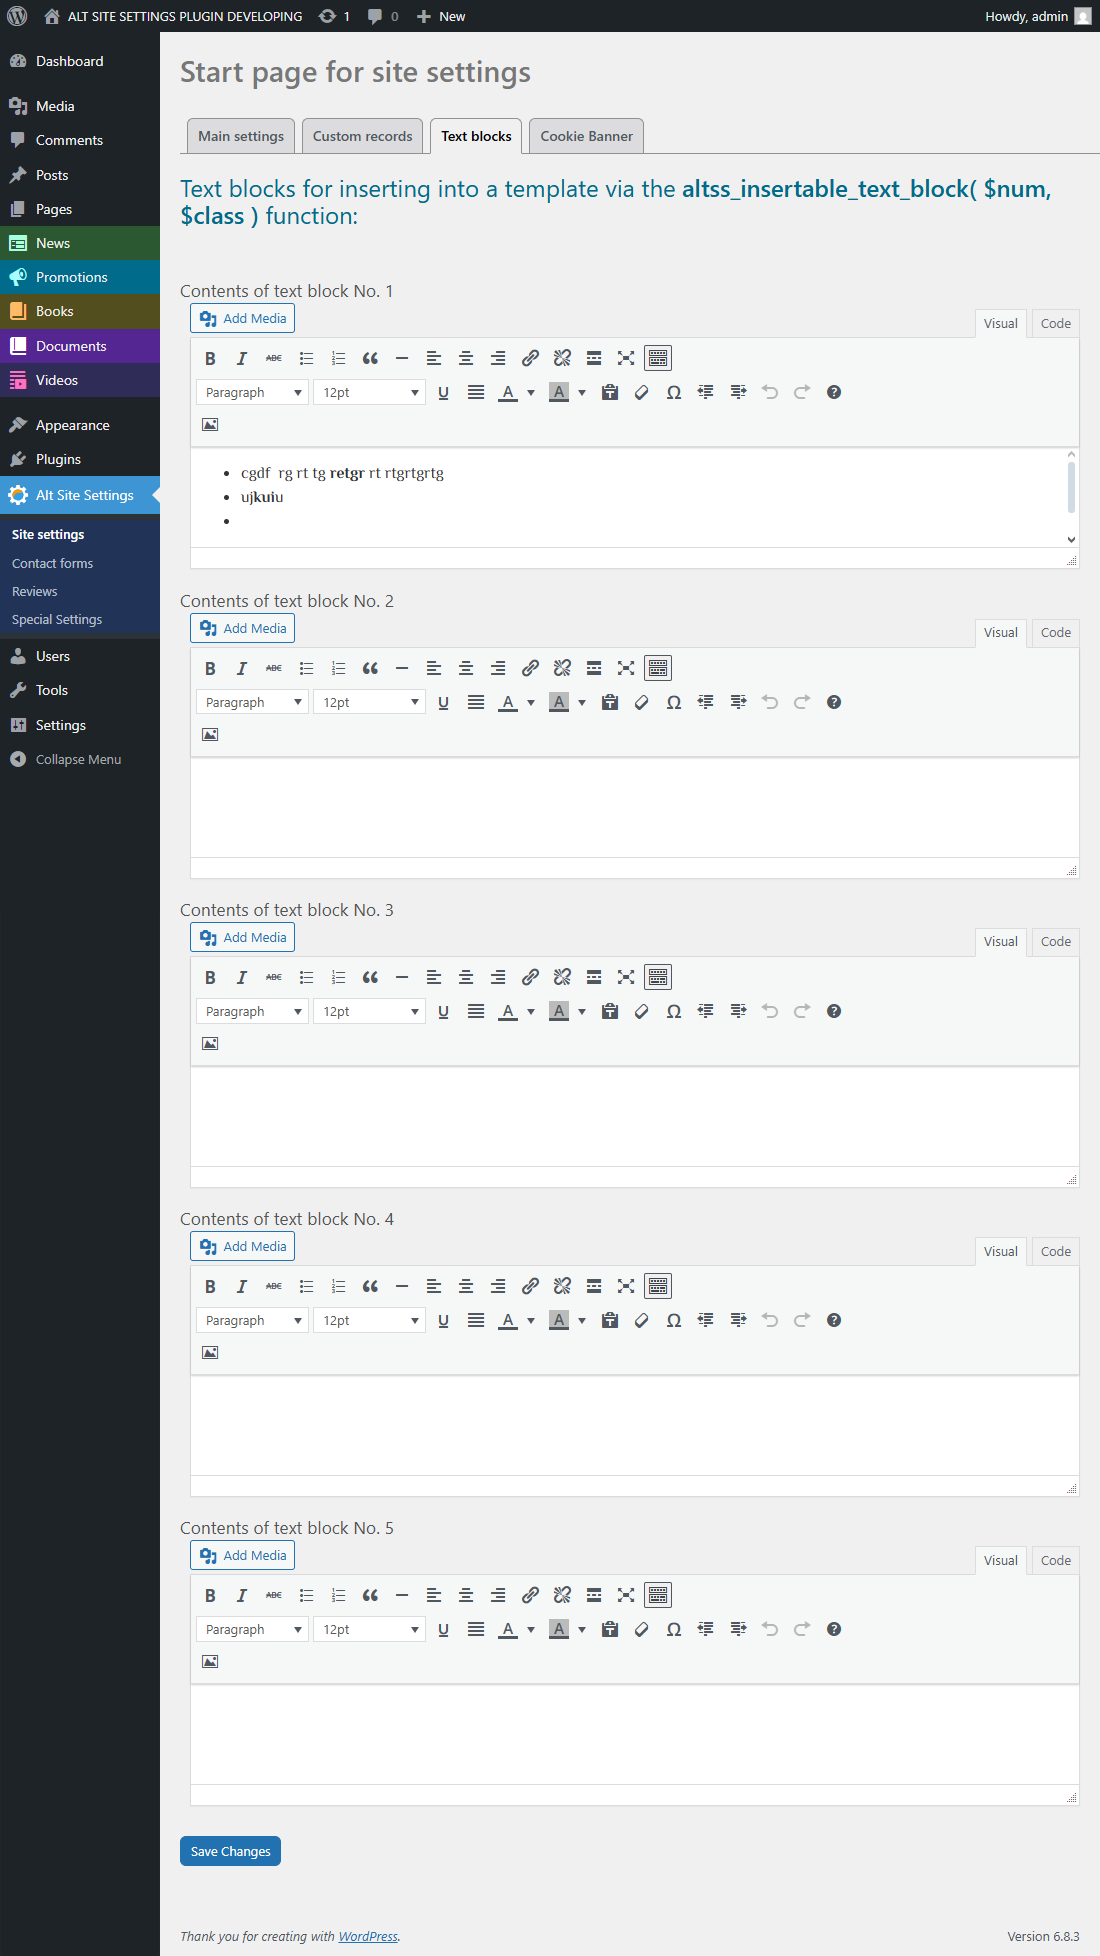 ALT SITE SETTINGS PLUGIN DEVELOPING 1 0 New Howdy, admin
Dashboard
Media
Comments
Posts
Pages
News
Promotions
Books
Documents
Videos
Appearance
Plugins
Alt Site Settings
Site settings
Contact forms
Reviews
Special Settings
Users
Tools
Settings
Collapse Menu
Start page for site settings
Main settings Custom records Text blocks Cookie Banner
Text blocks for inserting into a template via the altss_insertable_text_block( $num,
$class ) function:
Contents of text block No. 1
Add Media Visual Code
B I ABC
Paragraph 12pt U A A Ω
cgdf rg rt tg retgr rt rtgrtgrtg
ujkuiu
Contents of text block No. 2
Add Media Visual Code
B I ABC
Paragraph 12pt U A A Ω
Contents of text block No. 3
Add Media Visual Code
B I ABC
Paragraph 12pt U A A Ω
Contents of text block No. 4
Add Media Visual Code
B I ABC
Paragraph 12pt U A A Ω
Contents of text block No. 5
Add Media Visual Code
B I ABC
Paragraph 12pt U A A Ω
Save Changes
Thank you for creating with WordPress. Version 6.8.3